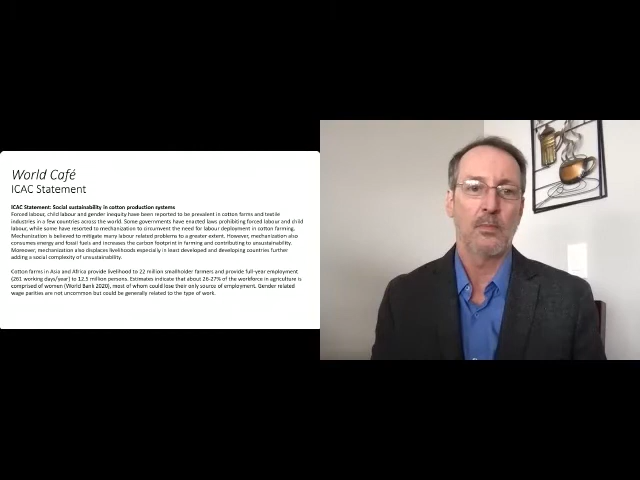 World Café
ICAC Statement
ICAC Statement: Social sustainability in cotton production systems
Forced labour, child labour and gender inequity have been reported to be prevalent in cotton farms and textile
industries in a few countries across the world. Some governments have enacted laws prohibiting forced labour and child
labour, while some have resorted to mechanization to circumvent the need for labour deployment in cotton farming.
Mechanization is believed to mitigate many labour related problems to a greater extent. However, mechanization also
consumes energy and fossil fuels and increases the carbon footprint in farming and contributing to unsustainability.
Moreover, mechanization also displaces livelihoods especially in least developed and developing countries further
adding a social complexity of unsustainability.
Cotton farms in Asia and Africa provide livelihood to 22 million smallholder farmers and provide full-year employment
(261 working days/year) to 12.5 million persons. Estimates indicate that about 26-27% of the workforce in agriculture is
comprised of women (World Bank 2020), most of whom could lose their only source of employment. Gender related
wage parities are not uncommon but could be generally related to the type of work.